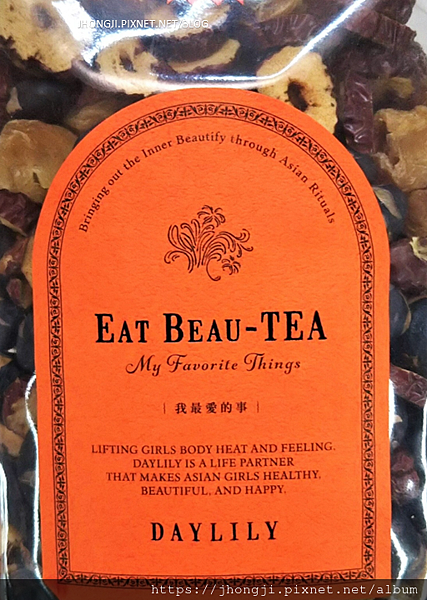 JHONGJI.PIXNET.NET/BLOG
Bringing out the Inner Beautify through Asian Rituals
EAT BEAU-TEA
My Favorite Things
| 我最愛的事 |
LIFTING GIRLS BODY HEAT AND FEELING.
DAYLILY IS A LIFE PARTNER
THAT MAKES ASIAN GIRLS HEALTHY,
BEAUTIFUL, AND HAPPY.
DAYLILY
https://jhongji.pixnet.net/album